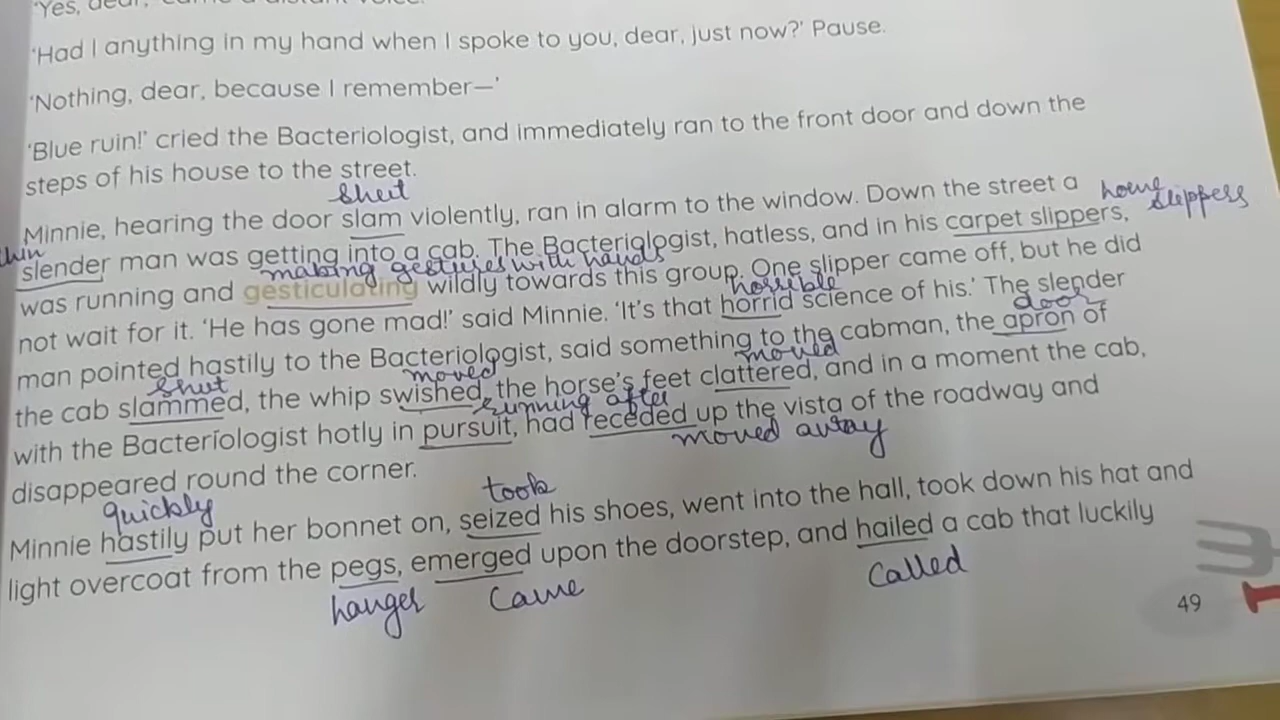 'Yes, dear,' came a distant voice.
'Had I anything in my hand when I spoke to you, dear, just now?' Pause.
'Nothing, dear, because I remember—'
'Blue ruin!' cried the Bacteriologist, and immediately ran to the front door and down the
steps of his house to the street.
shut
Minnie, hearing the door slam violently, ran in alarm to the window. Down the street a
home slippers
thin
slender man was getting into a cab. The Bacteriologist, hatless, and in his carpet slippers,
making gestures with hands
was running and gesticulating wildly towards this group. One slipper came off, but he did
horrible
not wait for it. 'He has gone mad!' said Minnie. 'It's that horrid science of his.' The slender
door
man pointed hastily to the Bacteriologist, said something to the cabman, the apron of
shut moved moved
the cab slammed, the whip swished, the horse's feet clattered, and in a moment the cab,
running after
with the Bacteriologist hotly in pursuit, had receded up the vista of the roadway and
moved away
disappeared round the corner.
quickly took
Minnie hastily put her bonnet on, seized his shoes, went into the hall, took down his hat and
light overcoat from the pegs, emerged upon the doorstep, and hailed a cab that luckily
hanger came called
49